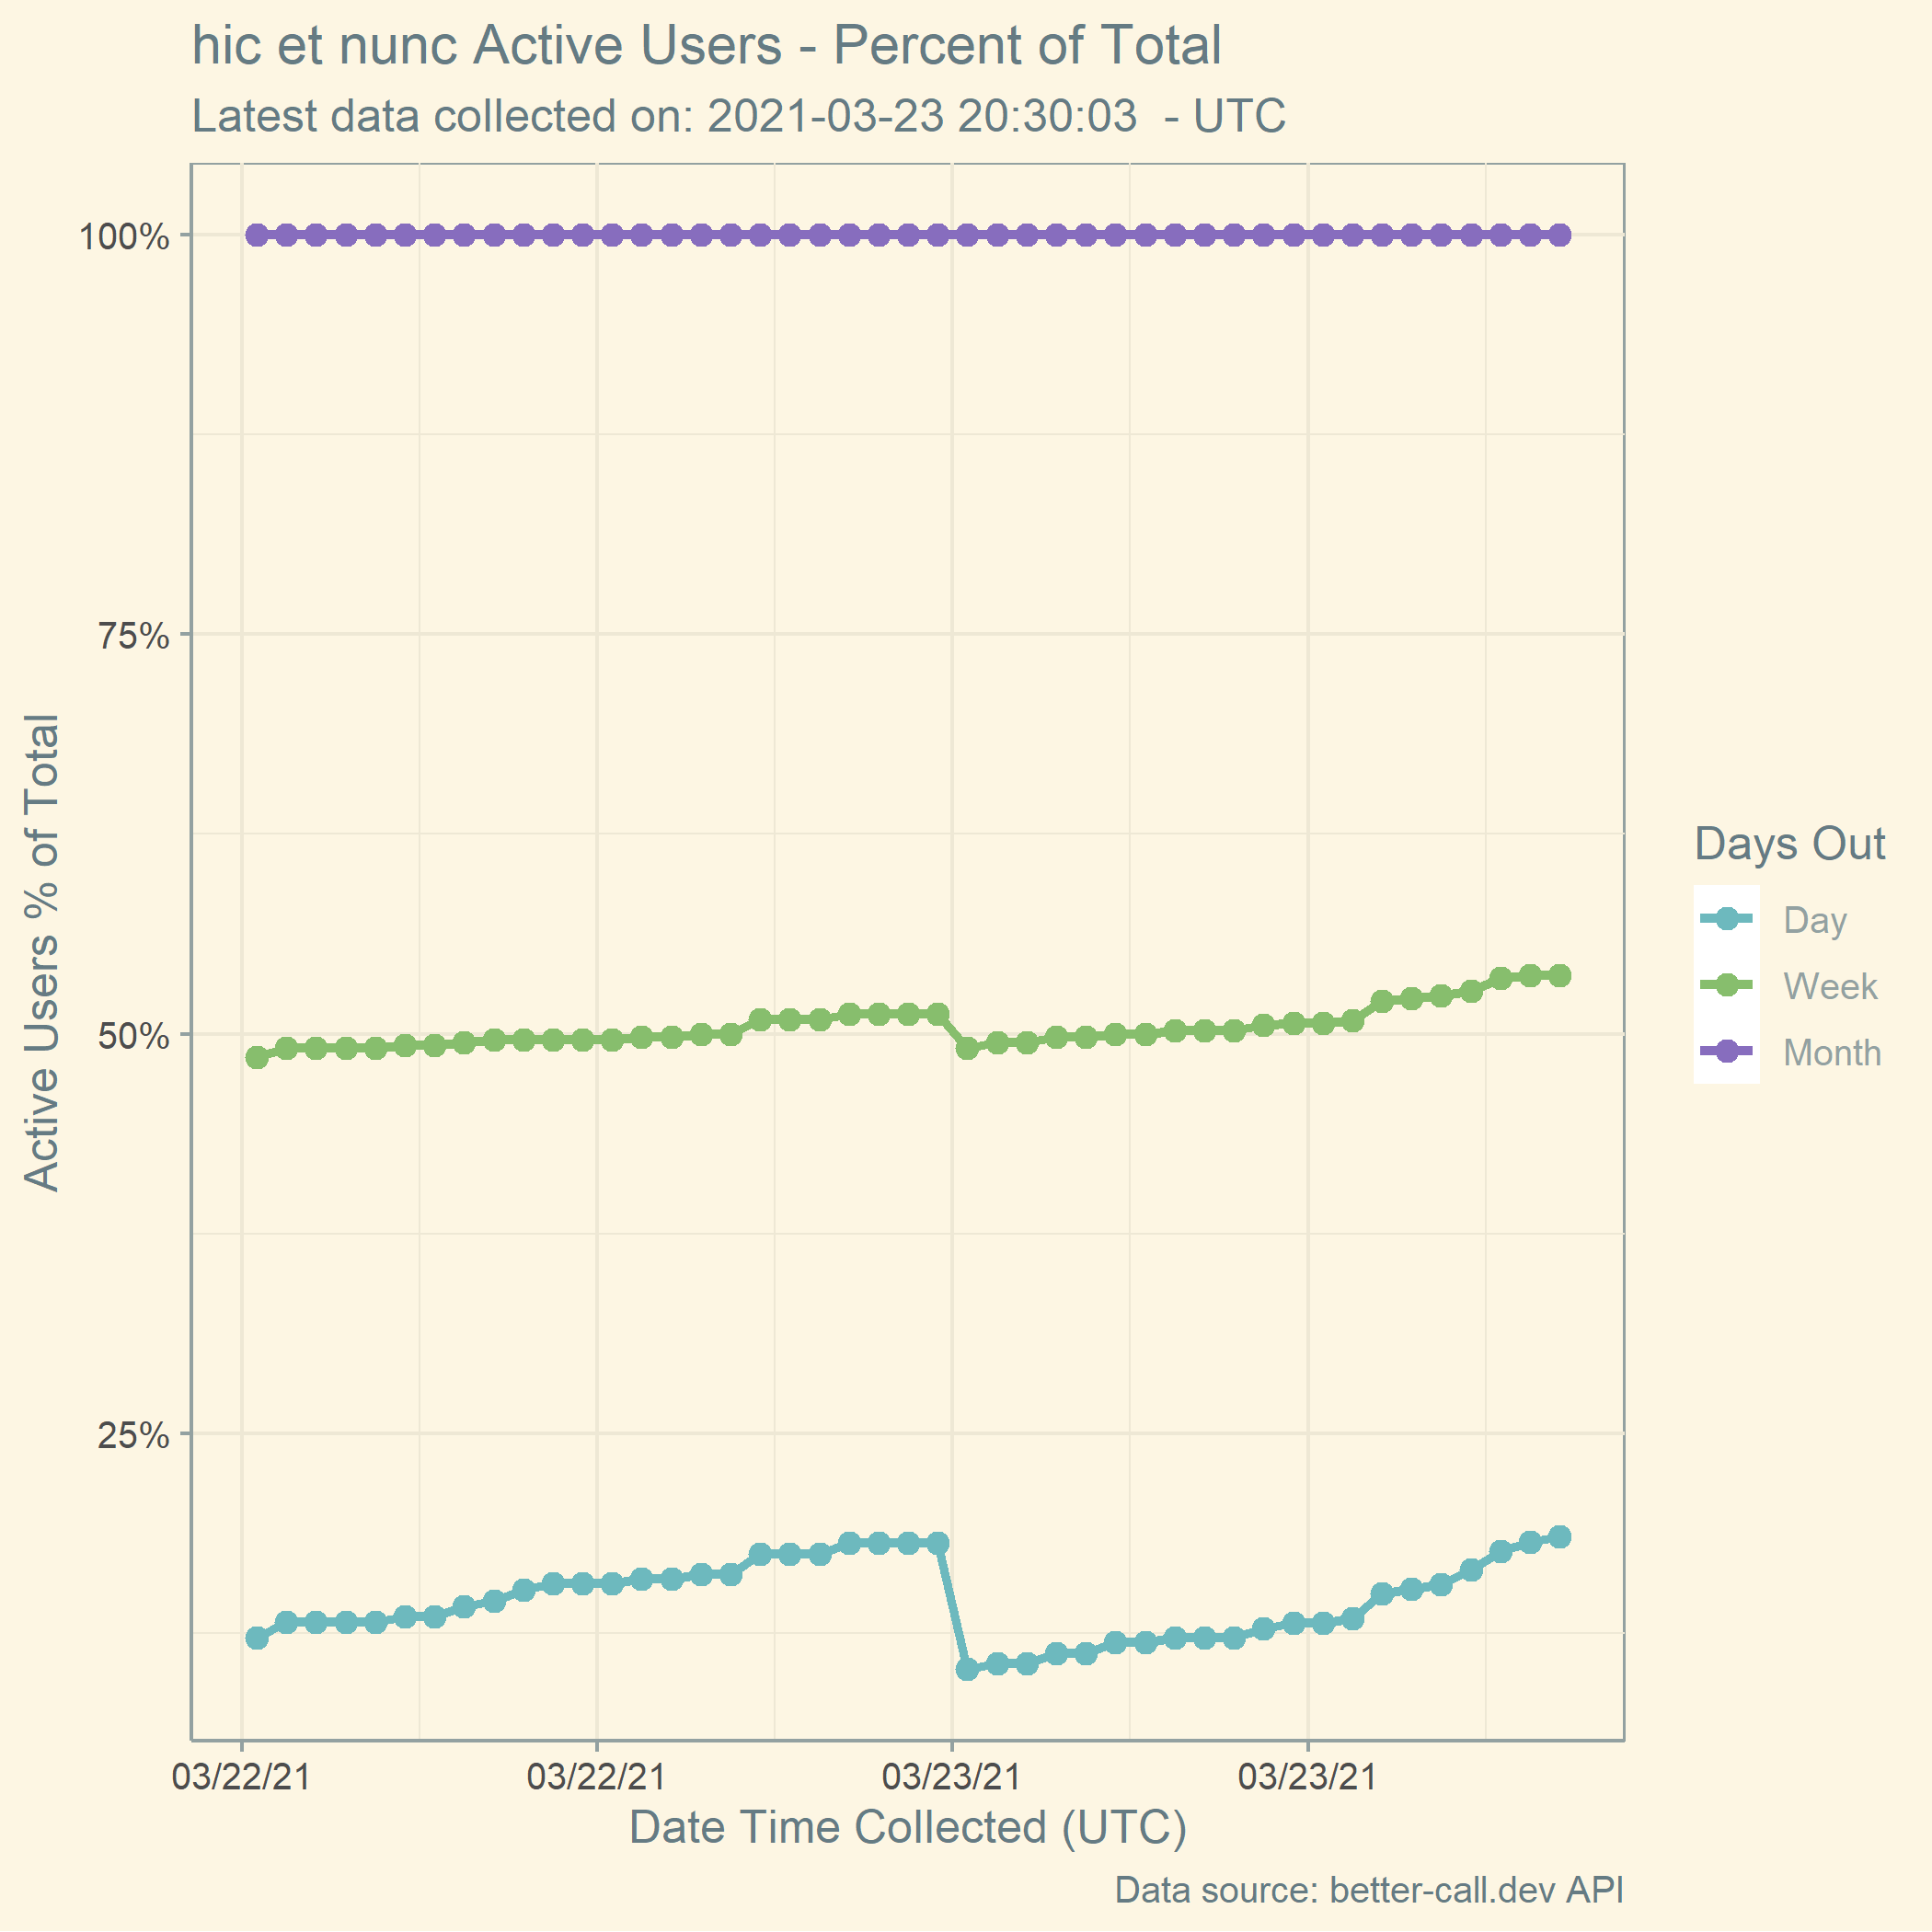 hic et nunc Active Users - Percent of Total
Latest data collected on: 2021-03-23 20:30:03  - UTC
100%
75%
50%
25%
Active Users % of Total
03/22/21 03/22/21 03/23/21 03/23/21
Date Time Collected (UTC)
Days Out
Day
Week
Month
Data source: better-call.dev API